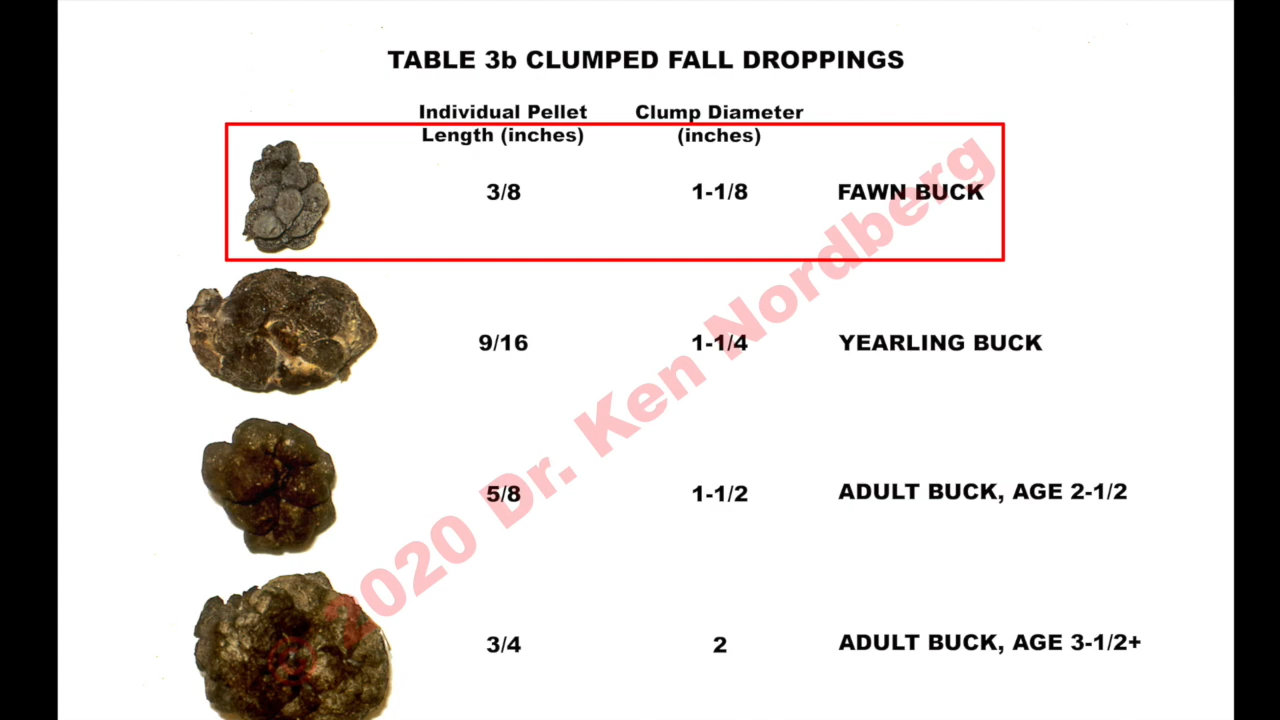 TABLE 3b CLUMPED FALL DROPPINGS
Individual Pellet Length (inches)
Clump Diameter (inches)
3/8 1-1/8 FAWN BUCK
9/16 1-1/4 YEARLING BUCK
5/8 1-1/2 ADULT BUCK, AGE 2-1/2
3/4 2 ADULT BUCK, AGE 3-1/2+
© 2020 Dr. Ken Nordberg